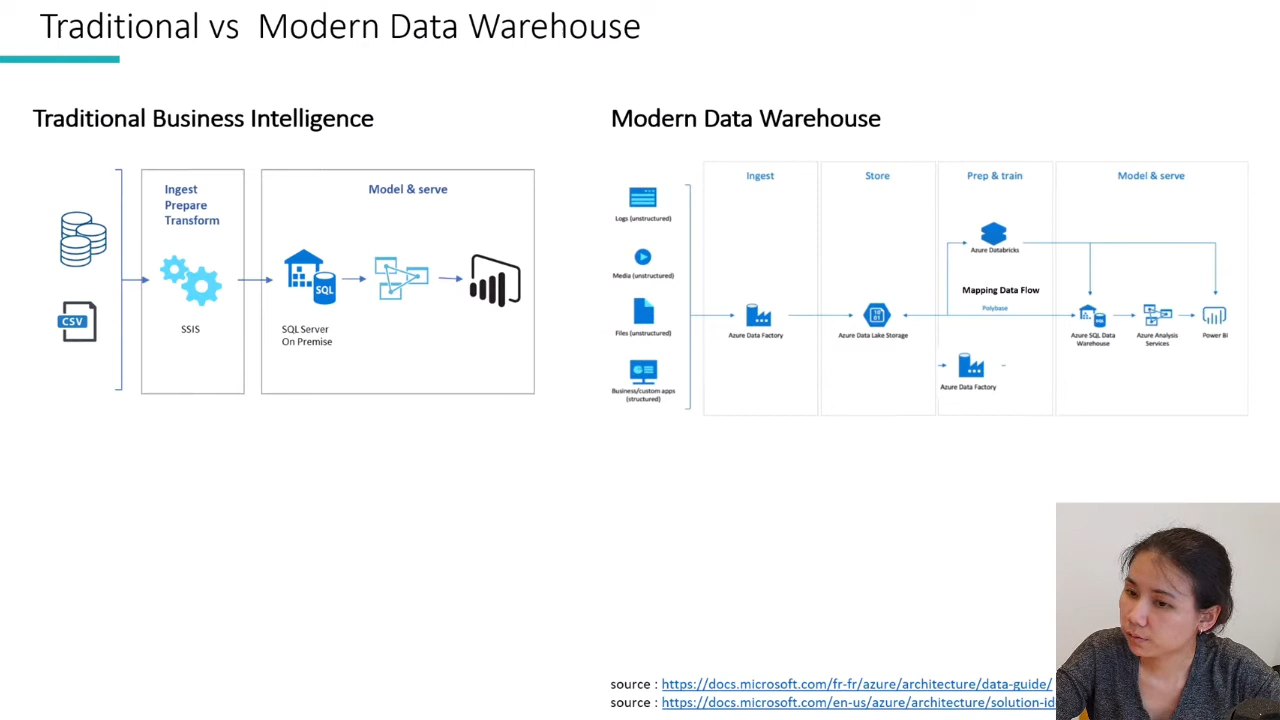 Traditional vs  Modern Data Warehouse
Traditional Business Intelligence
Ingest
Prepare
Transform
Model & serve
CSV
SQL
SSIS
SQL Server
On Premise
Modern Data Warehouse
Ingest
Store
Prep & train
Model & serve
Logs (unstructured)
Media (unstructured)
Files (unstructured)
Business/custom apps
(structured)
Azure Data Factory
10
01
Azure Data Lake Storage
Azure Databricks
Mapping Data Flow
Polybase
Azure Data Factory
Azure SQL Data
Warehouse
Azure Analysis
Services
Power BI
source : https://docs.microsoft.com/fr-fr/azure/architecture/data-guide/
source : https://docs.microsoft.com/en-us/azure/architecture/solution-id